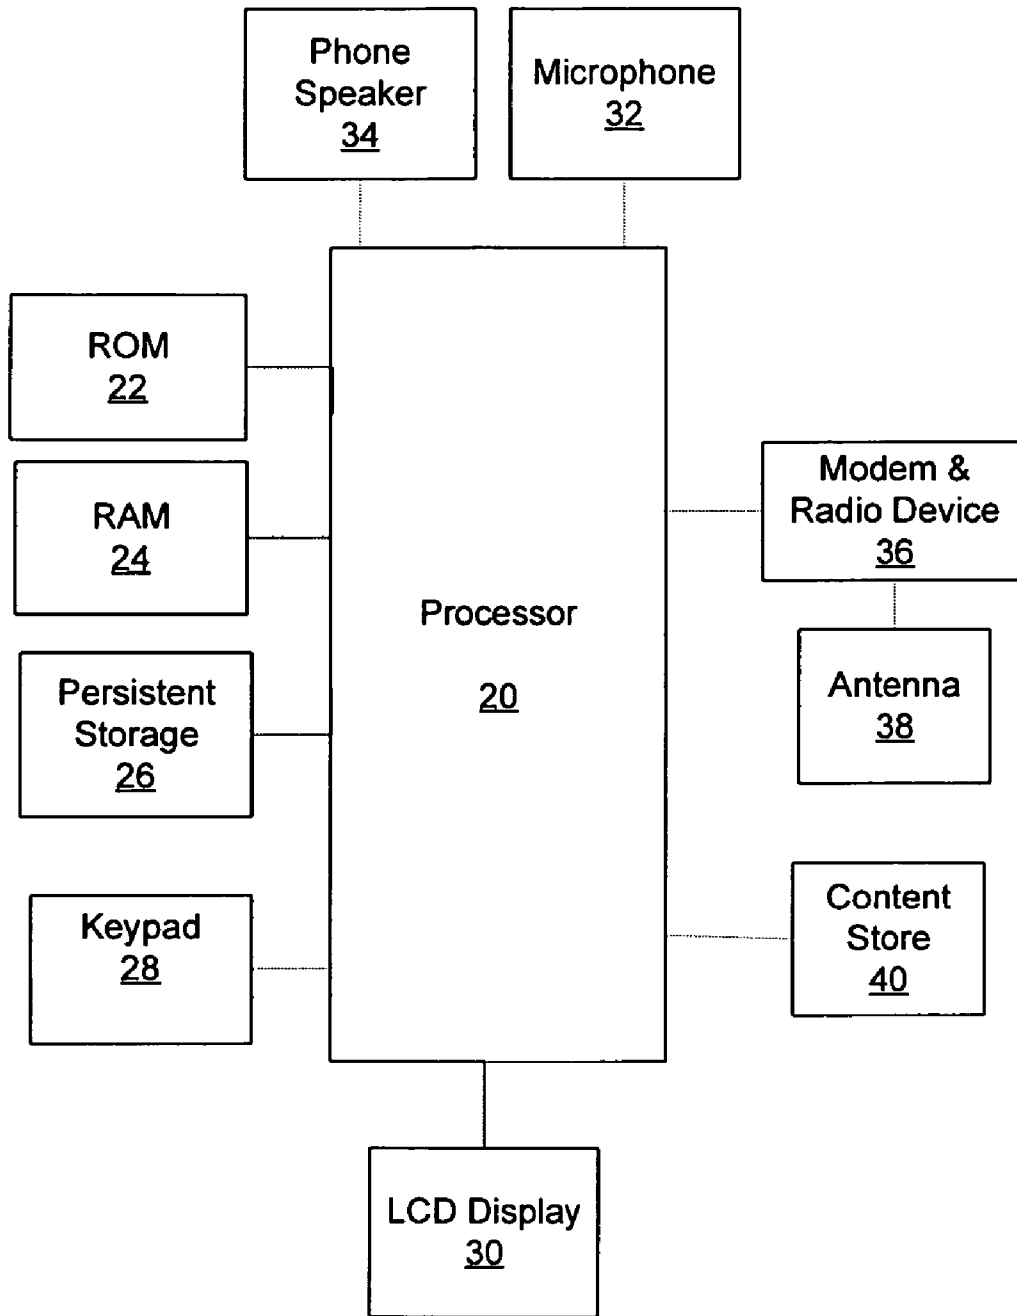 Phone
Speaker
34
Microphone
32
ROM
22
RAM
24
Persistent
Storage
26
Keypad
28
Processor
20
Modem &
Radio Device
36
Antenna
38
Content
Store
40
LCD Display
30